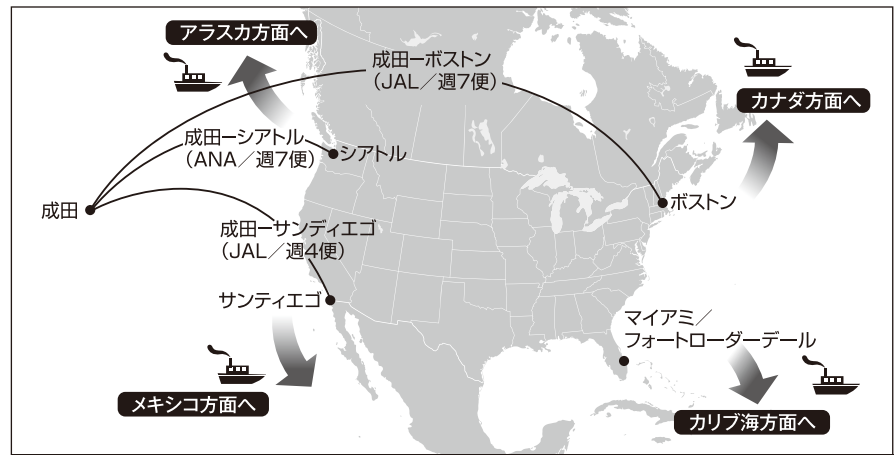 アラスカ方面へ
成田ーボストン
(JAL／週7便)
カナダ方面へ
成田ーシアトル
(ANA／週7便)
シアトル
成田
ボストン
成田ーサンディエゴ
(JAL／週4便)
サンティエゴ
マイアミ／
フォートローダーデール
メキシコ方面へ
カリブ海方面へ